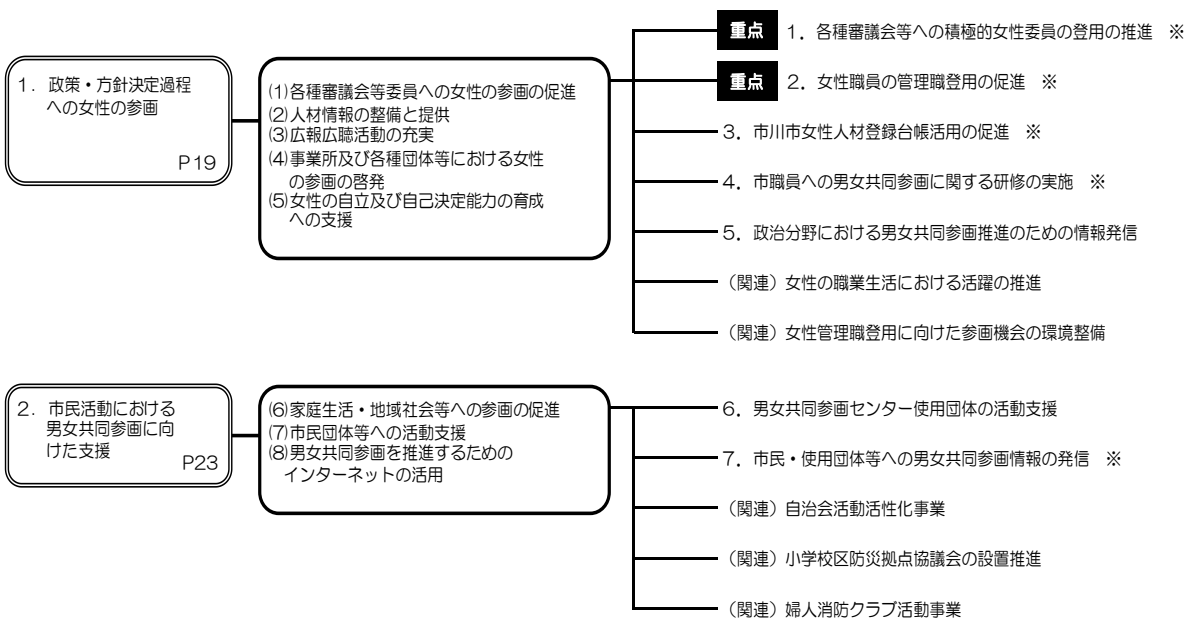 1．政策・方針決定過程
への女性の参画
P19
⑴各種審議会等委員への女性の参画の促進
⑵人材情報の整備と提供
⑶広報広聴活動の充実
⑷事業所及び各種団体等における女性
の参画の啓発
⑸女性の自立及び自己決定能力の育成
への支援
重点 1．各種審議会等への積極的女性委員の登用の推進 ※
重点 2．女性職員の管理職登用の促進 ※
3．市川市女性人材登録台帳活用の促進 ※
4．市職員への男女共同参画に関する研修の実施 ※
5．政治分野における男女共同参画推進のための情報発信
（関連）女性の職業生活における活躍の推進
（関連）女性管理職登用に向けた参画機会の環境整備
2．市民活動における
男女共同参画に向
けた支援
P23
⑹家庭生活・地域社会等への参画の促進
⑺市民団体等への活動支援
⑻男女共同参画を推進するための
インターネットの活用
6．男女共同参画センター使用団体の活動支援
7．市民・使用団体等への男女共同参画情報の発信 ※
（関連）自治会活動活性化事業
（関連）小学校区防災拠点協議会の設置推進
（関連）婦人消防クラブ活動事業